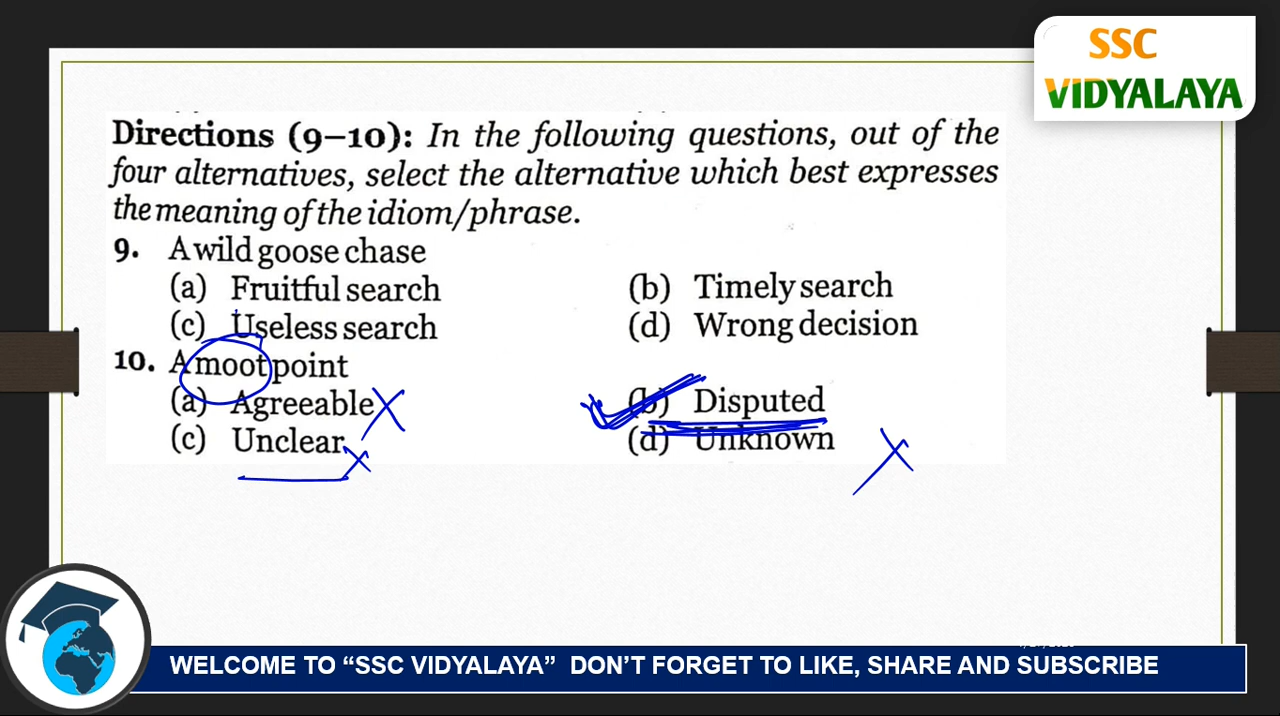 SSC
VIDYALAYA
Directions (9–10): In the following questions, out of the
four alternatives, select the alternative which best expresses
the meaning of the idiom/phrase.
9. A wild goose chase
(a) Fruitful search (b) Timely search
(c) Useless search (d) Wrong decision
10. A moot point
(a) Agreeable (b) Disputed
(c) Unclear (d) Unknown
WELCOME TO “SSC VIDYALAYA” DON’T FORGET TO LIKE, SHARE AND SUBSCRIBE